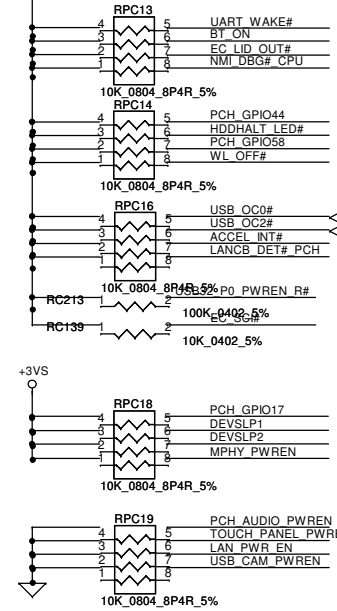 RPC13
4 5 UART_WAKE#
3 6 BT_ON
2 7 EC_LID_OUT#
1 8 NMI_DBG#_CPU
10K_0804_8P4R_5%
RPC14
4 5 PCH_GPIO44
3 6 HDDHALT_LED#
2 7 PCH_GPIO58
1 8 WL_OFF#
10K_0804_8P4R_5%
RPC16
4 5 USB_OC0#
3 6 USB_OC2#
2 7 ACCEL_INT#
1 8 LANCB_DET#_PCH
10K_0804_8P4R_5%
RC213 1 2 USB32_P0_PWREN_R#
100K_0402_5%
RC139 1 2 EC_SCI#
10K_0402_5%
+3VS
RPC18
4 5 PCH_GPIO17
3 6 DEVSLP1
2 7 DEVSLP2
1 8 MPHY_PWREN
10K_0804_8P4R_5%
RPC19
4 5 PCH_AUDIO_PWREN
3 6 TOUCH_PANEL_PWR
2 7 LAN_PWR_EN
1 8 USB_CAM_PWREN
10K_0804_8P4R_5%